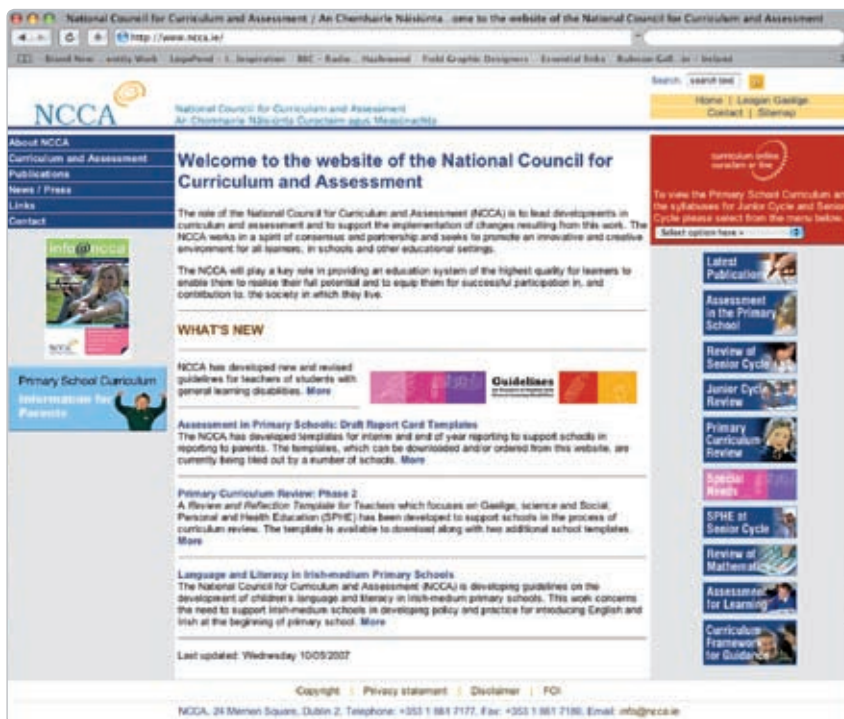 National Council for Curriculum and Assessment / An Chomhairle Náisiúnta ...ome to the website of the National Council for Curriculum and Assessment
http://www.ncca.ie/
Search: search text
Home | Leagan Gaeilge
Contact | Sitemap
NCCA
National Council for Curriculum and Assessment
An Chomhairle Náisiúnta Curaclaim agus Measúnachta
About NCCA
Curriculum and Assessment
Publications
News / Press
Links
Contact
info@ncca
Primary School Curriculum
Information for
Parents
Welcome to the website of the National Council for
Curriculum and Assessment
The role of the National Council for Curriculum and Assessment (NCCA) is to lead developments in
curriculum and assessment and to support the implementation of changes resulting from this work. The
NCCA works in a spirit of consensus and partnership and seeks to promote an innovative and creative
environment for all learners, in schools and other educational settings.
The NCCA will play a key role in providing an education system of the highest quality for learners to
enable them to realise their full potential and to equip them for successful participation in, and
contribution to, the society in which they live.
WHAT'S NEW
NCCA has developed new and revised
guidelines for teachers of students with
general learning disabilities. More
Guidelines
Assessment in Primary Schools: Draft Report Card Templates
The NCCA has developed templates for interim and end of year reporting to support schools in
reporting to parents. The templates, which can be downloaded and/or ordered from this website, are
currently being tried out by a number of schools. More
Primary Curriculum Review: Phase 2
A Review and Reflection Template for Teachers which focuses on Gaeilge, science and Social,
Personal and Health Education (SPHE) has been developed to support schools in the process of
curriculum review. The template is available to download along with two additional school templates.
More
Language and Literacy in Irish-medium Primary Schools
The National Council for Curriculum and Assessment (NCCA) is developing guidelines on the
development of children's language and literacy in Irish-medium primary schools. This work concerns
the need to support Irish-medium schools in developing policy and practice for introducing English and
Irish at the beginning of primary school. More
Last updated: Wednesday 10/05/2007
curriculum online
curaclam ar líne
To view the Primary School Curriculum an
the syllabuses for Junior Cycle and Senior
Cycle please select from the menu below.
Select option here
Latest
Publication
Assessment
in the Primary
School
Review of
Senior Cycle
Junior Cycl
Review
Primary
Curriculum
Review
Special
Needs
SPHE at
Senior Cycle
Review of
Mathematic
Assessmen
for Learning
Curriculum
Framework
for Guidance
Copyright | Privacy statement | Disclaimer | FOI
NCCA, 24 Merrion Square, Dublin 2, Telephone: +353 1 661 7177, Fax: +353 1 661 7180, Email: info@ncca.ie